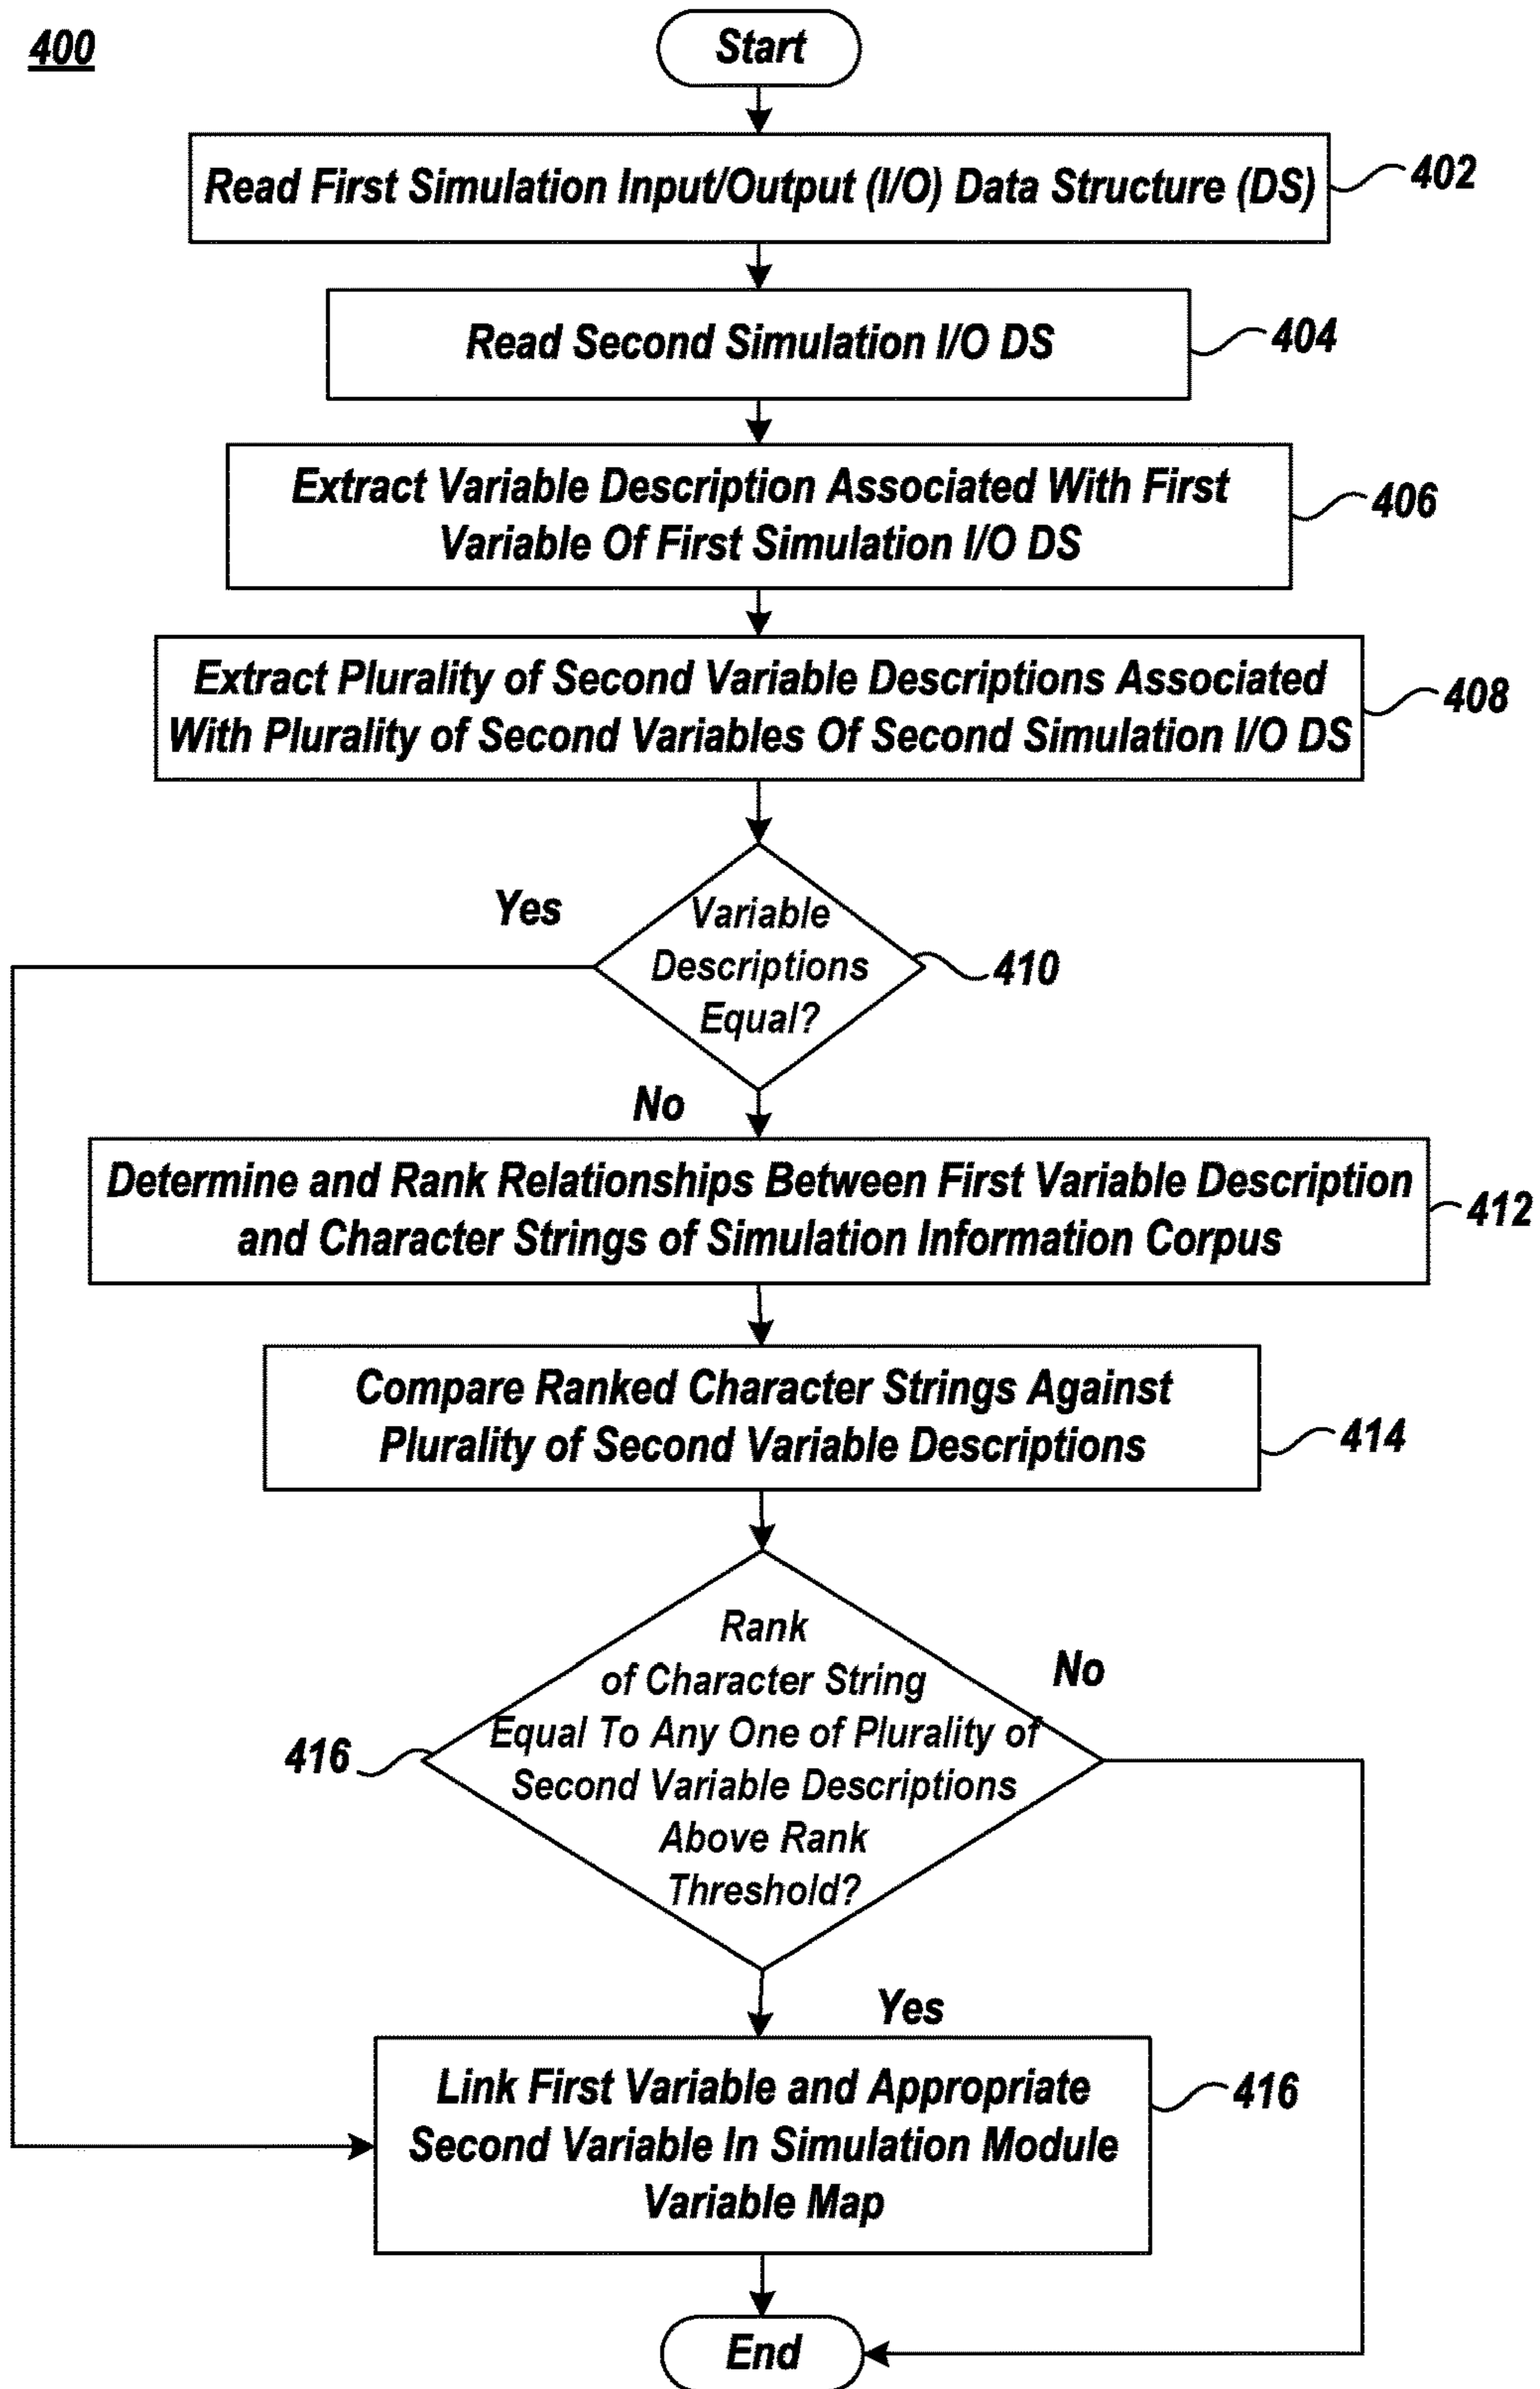 400
Start
Read First Simulation Input/Output (I/O) Data Structure (DS)
402
Read Second Simulation I/O DS
404
Extract Variable Description Associated With First
Variable Of First Simulation I/O DS
406
Extract Plurality of Second Variable Descriptions Associated
With Plurality of Second Variables Of Second Simulation I/O DS
408
Yes
Variable
Descriptions
Equal?
410
No
Determine and Rank Relationships Between First Variable Description
and Character Strings of Simulation Information Corpus
412
Compare Ranked Character Strings Against
Plurality of Second Variable Descriptions
414
Rank
of Character String
Equal To Any One of Plurality of
Second Variable Descriptions
Above Rank
Threshold?
No
416
Yes
Link First Variable and Appropriate
Second Variable In Simulation Module
Variable Map
416
End